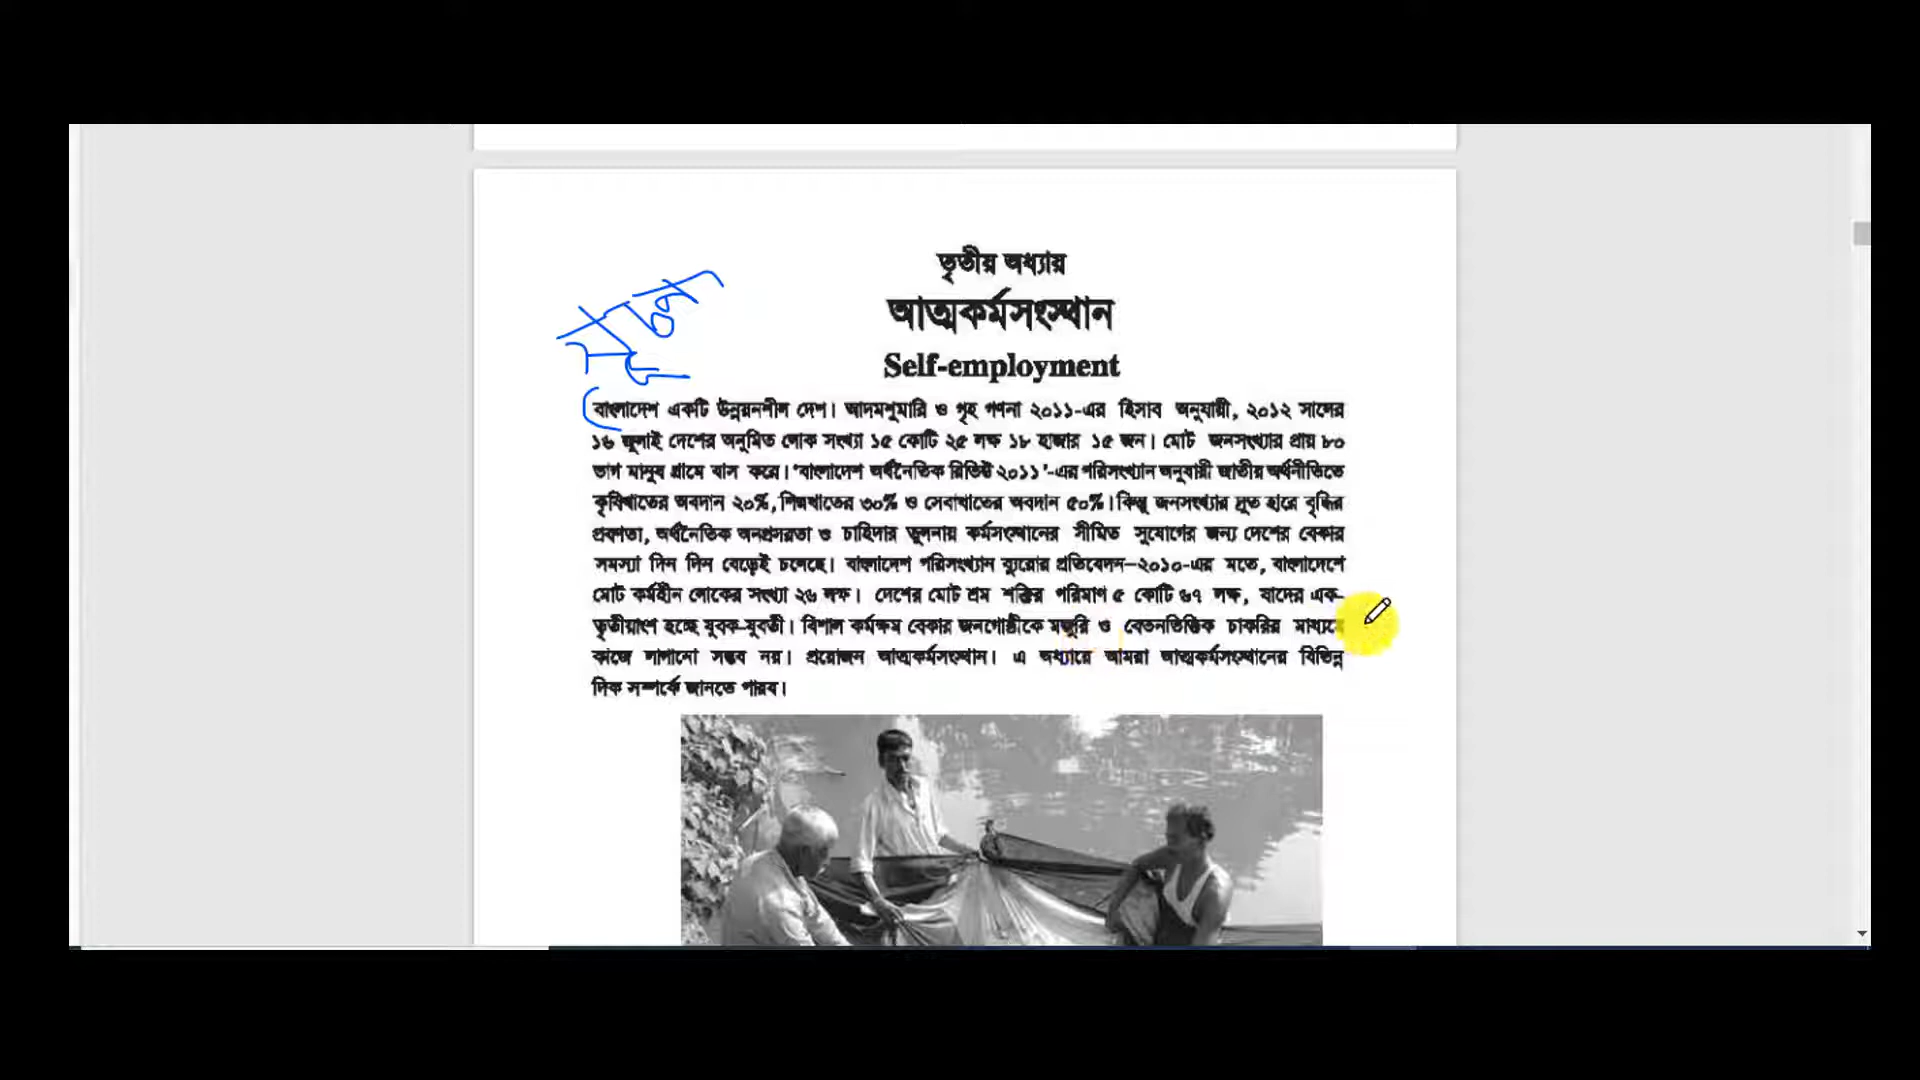 তৃতীয় অধ্যায়
আত্মকর্মসংস্থান
Self-employment
বাংলাদেশ একটি উন্নয়নশীল দেশ। আদমশুমারি ও গৃহ গণনা ২০১১-এর হিসাব অনুযায়ী, ২০১২ সালের
১৬ জুলাই দেশের অনুমিত লোক সংখ্যা ১৫ কোটি ২৫ লক্ষ ১৮ হাজার ১৫ জন। মোট জনসংখ্যার প্রায় ৮০
ভাগ মানুষ গ্রামে বাস করে। 'বাংলাদেশ অর্থনৈতিক রিভিউ ২০১১'-এর পরিসংখ্যান অনুযায়ী জাতীয় অর্থনীতিতে
কৃষিখাতের অবদান ২০%, শিল্পখাতের ৩০% ও সেবাখাতের অবদান ৫০%। কিন্তু জনসংখ্যার দ্রুত হারে বৃদ্ধির
প্রবণতা, অর্থনৈতিক অনগ্রসরতা ও চাহিদার তুলনায় কর্মসংস্থানের সীমিত সুযোগের জন্য দেশের বেকার
সমস্যা দিন দিন বেড়েই চলেছে। বাংলাদেশ পরিসংখ্যান ব্যুরোর প্রতিবেদন–২০১০-এর মতে, বাংলাদেশে
মোট কর্মহীন লোকের সংখ্যা ২৬ লক্ষ। দেশের মোট শ্রম শক্তির পরিমাণ ৫ কোটি ৬৭ লক্ষ, যাদের এক-
তৃতীয়াংশ হচ্ছে যুবক-যুবতী। বিশাল কর্মক্ষম বেকার জনগোষ্ঠীকে মজুরি ও বেতনভিত্তিক চাকরির মাধ্যমে
কাজে লাগানো সম্ভব নয়। প্রয়োজন আত্মকর্মসংস্থান। এ অধ্যায়ে আমরা আত্মকর্মসংস্থানের বিভিন্ন
দিক সম্পর্কে জানতে পারব।